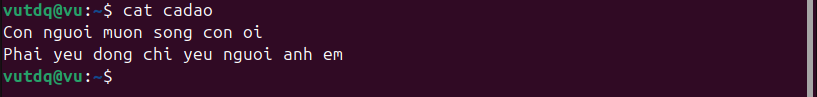 vutdq@vu:~$ cat cadao
Con nguoi muon song con oi
Phai yeu dong chi yeu nguoi anh em
vutdq@vu:~$